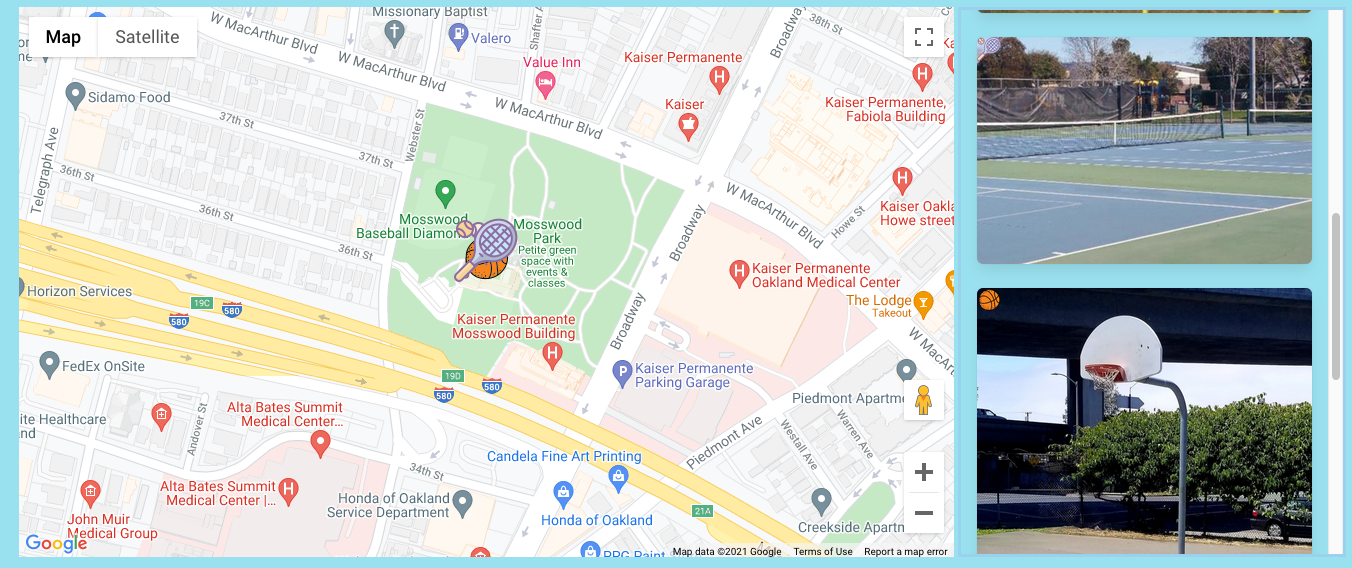 Map
Satellite
Missionary Baptist
Shafter A
Valero
W MacArthur Blvd
W MacArthur Blvd
W MacArthur Blvd
W MacArthur Blvd
W MacA
Value Inn
Kaiser Permanente
Kaiser
Broadway
38th St
Kaiser Permanente,
Fabiola Building
Sidamo Food
37th St
37th St
Webster St
Telegraph Ave
36th St
36th St
36th St
Mosswood
Baseball Diamon
Mosswood
Park
Petite green
space with
events &
classes
Broadway
Broadway
Howe St
Kaiser Oakla
Howe street
Kaiser Permanente
Oakland Medical Center
The Lodge
Takeout
Horizon Services
19C
580
580
Kaiser Permanente
Mosswood Building
19D
580
580
FedEx OnSite
Kaiser Permanente
Parking Garage
Piedmont Apartme
ite Healthcare
nd
Andover St
Alta Bates Summit
Medical Center...
Piedmont Ave
Westall Ave
Warren Ave
34th St
Candela Fine Art Printing
Alta Bates Summit
Medical Center |...
Honda of Oakland
Service Department
Honda of Oakland
21A
Creekside Apartm
John Muir
Medical Group
PPG Paint
Google
Map data ©2021 Google
Terms of Use
Report a map error